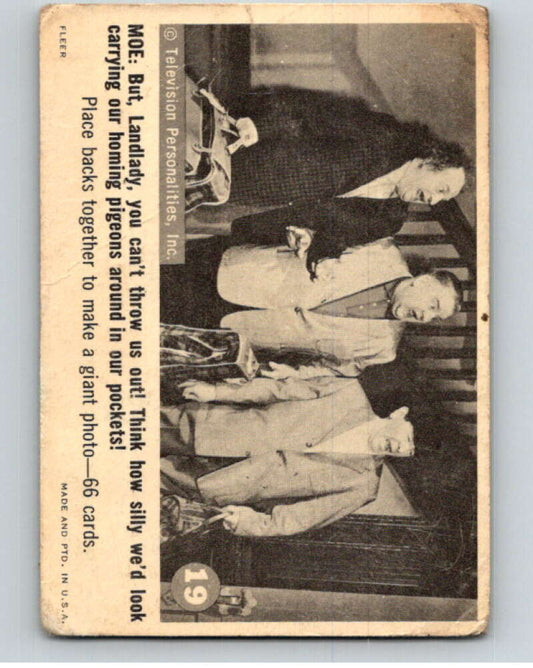 © Television Personalities, Inc.
19
MOE: But, Landlady, you can't throw us out! Think how silly we'd look
carrying our homing pigeons around in our pockets!
Place backs together to make a giant photo—66 cards.
FLEER
MADE AND PTD. IN U.S.A.